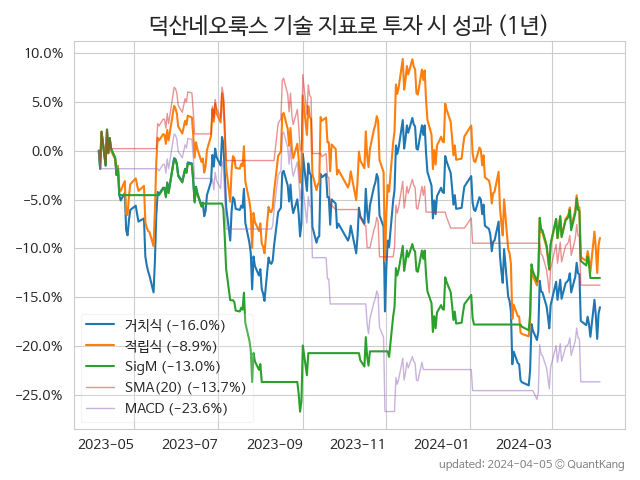 덕산네오룩스 기술 지표로 투자 시 성과 (1년)
10.0%
5.0%
0.0%
−5.0%
−10.0%
−15.0%
−20.0%
−25.0%
거치식 (−16.0%)
적립식 (−8.9%)
SigM (−13.0%)
SMA(20) (−13.7%)
MACD (−23.6%)
2023-05 2023-07 2023-09 2023-11 2024-01 2024-03
updated: 2024-04-05 © QuantKang